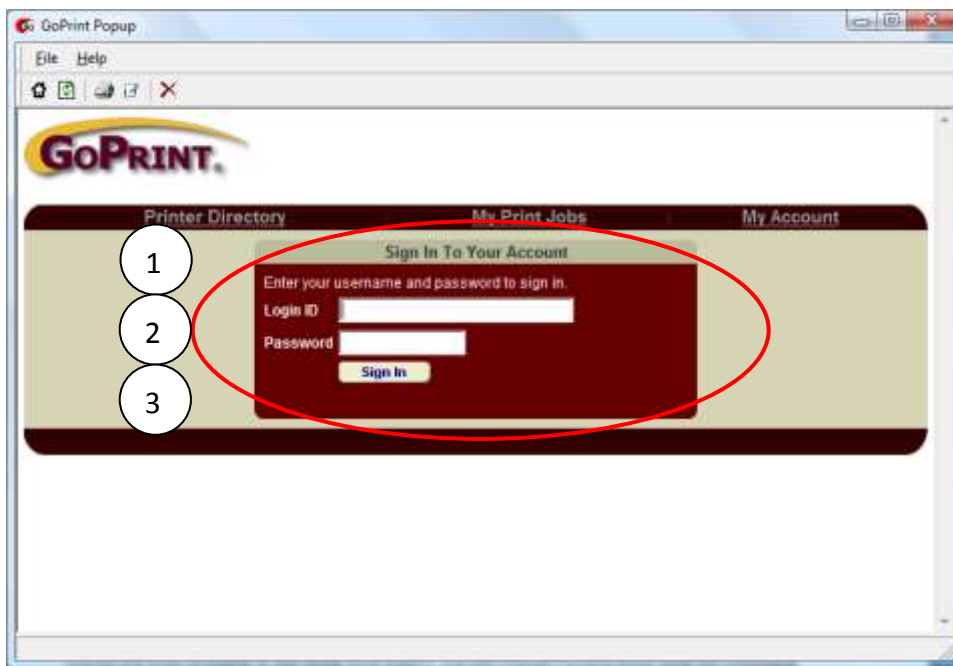 GoPrint Popup
File Help
GOPRINT.
Printer Directory My Print Jobs My Account
1
Sign In To Your Account
Enter your username and password to sign in.
Login ID
2
Password
Sign In
3